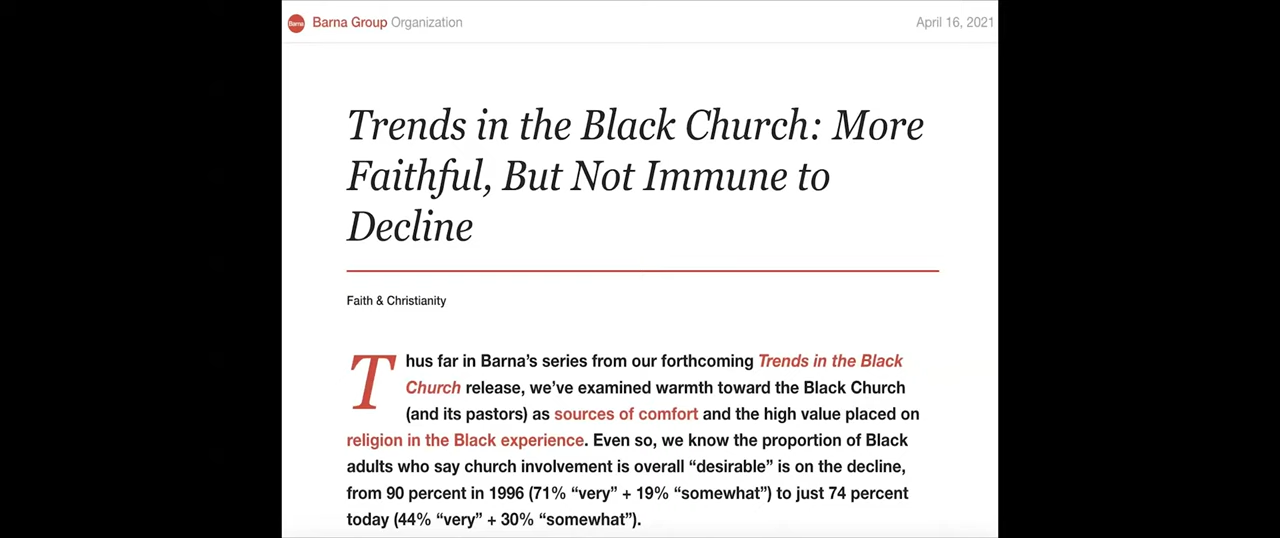 Barna Barna Group Organization April 16, 2021
Trends in the Black Church: More
Faithful, But Not Immune to
Decline
Faith & Christianity
Thus far in Barna’s series from our forthcoming Trends in the Black
Church release, we’ve examined warmth toward the Black Church
(and its pastors) as sources of comfort and the high value placed on
religion in the Black experience. Even so, we know the proportion of Black
adults who say church involvement is overall “desirable” is on the decline,
from 90 percent in 1996 (71% “very” + 19% “somewhat”) to just 74 percent
today (44% “very” + 30% “somewhat”).